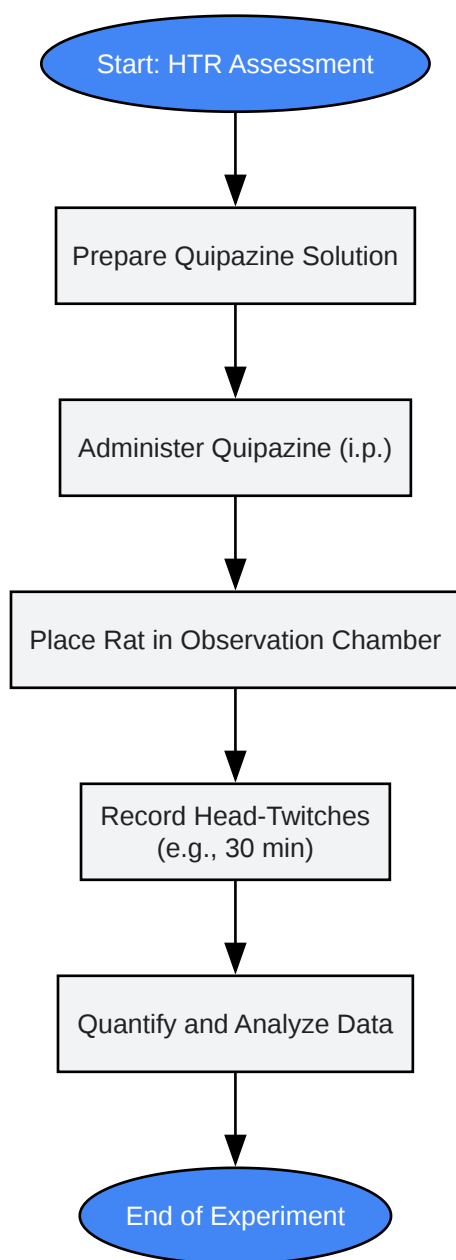 Start: HTR Assessment
Prepare Quipazine Solution
Administer Quipazine (i.p.)
Place Rat in Observation Chamber
Record Head-Twitches
(e.g., 30 min)
Quantify and Analyze Data
End of Experiment